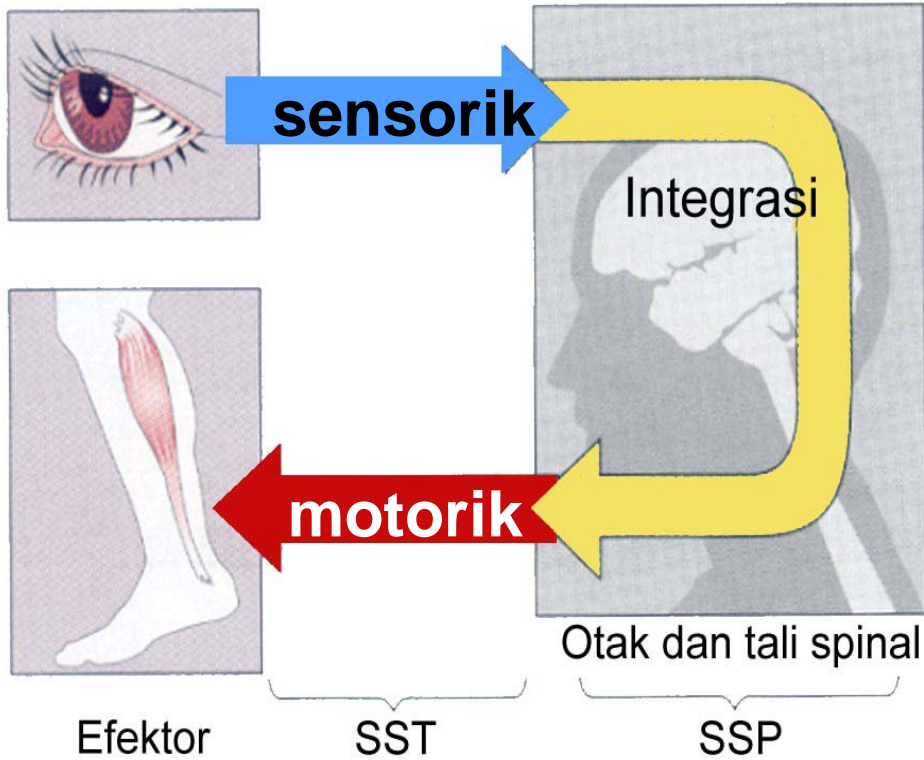 sensorik
Integrasi
motorik
Otak dan tali spinal
Efektor
SST
SSP